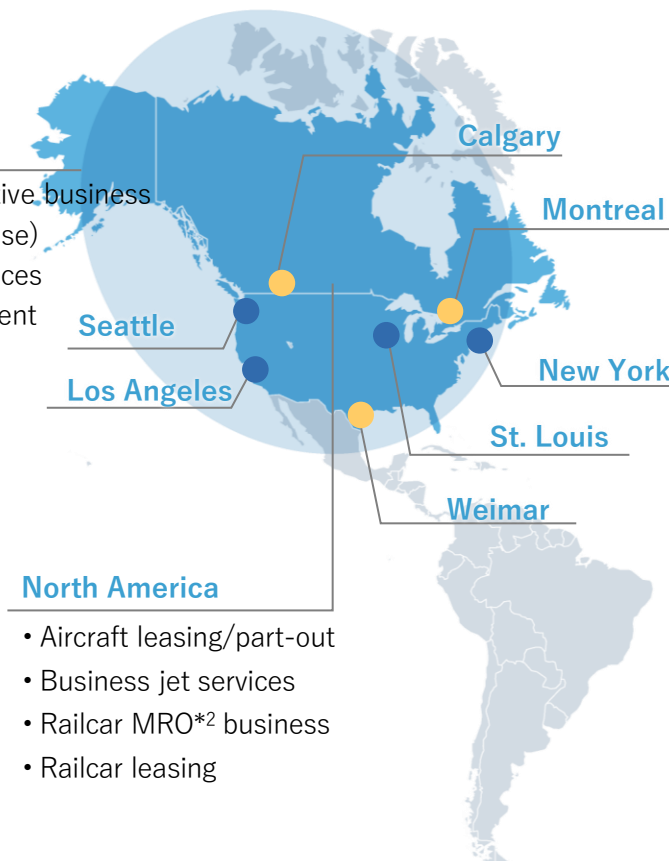 Calgary
tive business
Montreal
se)
ces
ent
Seattle
Los Angeles
New York
St. Louis
Weimar
North America
• Aircraft leasing/part-out
• Business jet services
• Railcar MRO*2 business
• Railcar leasing